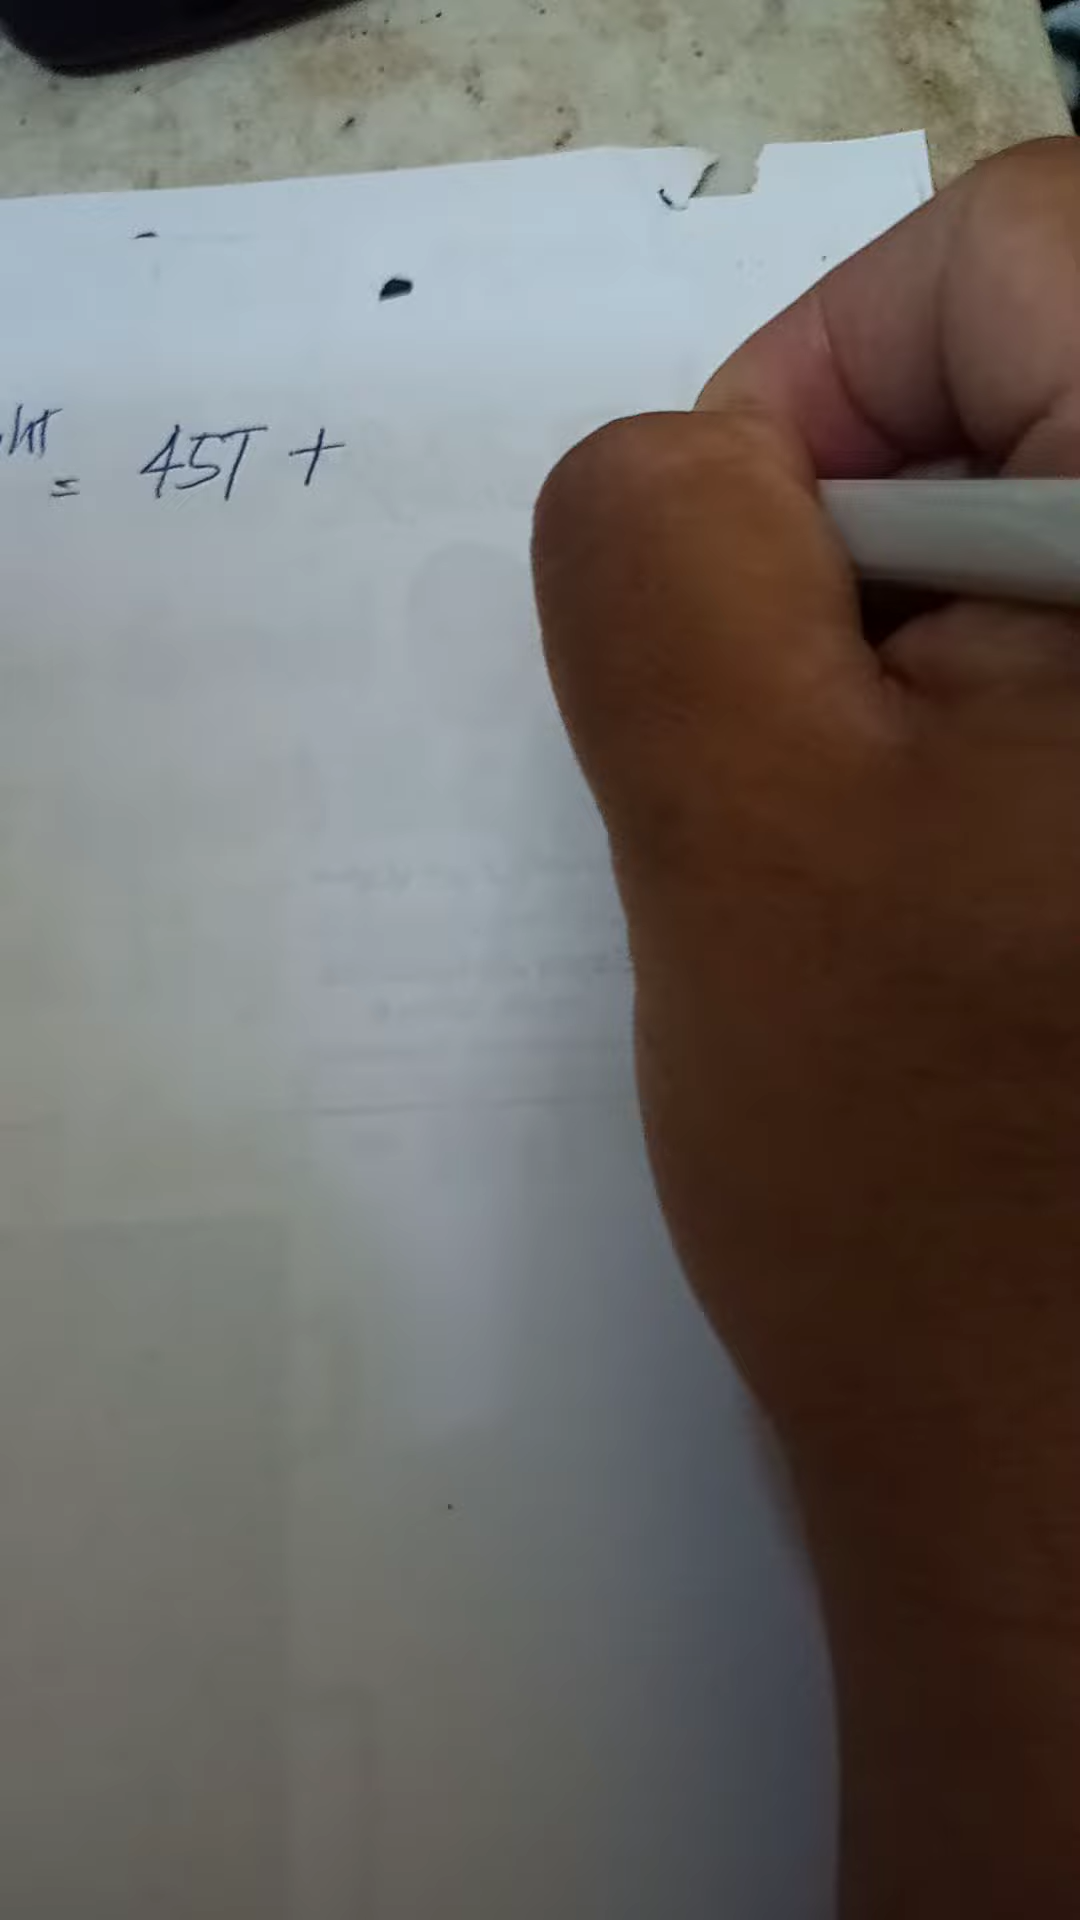 = 45T +